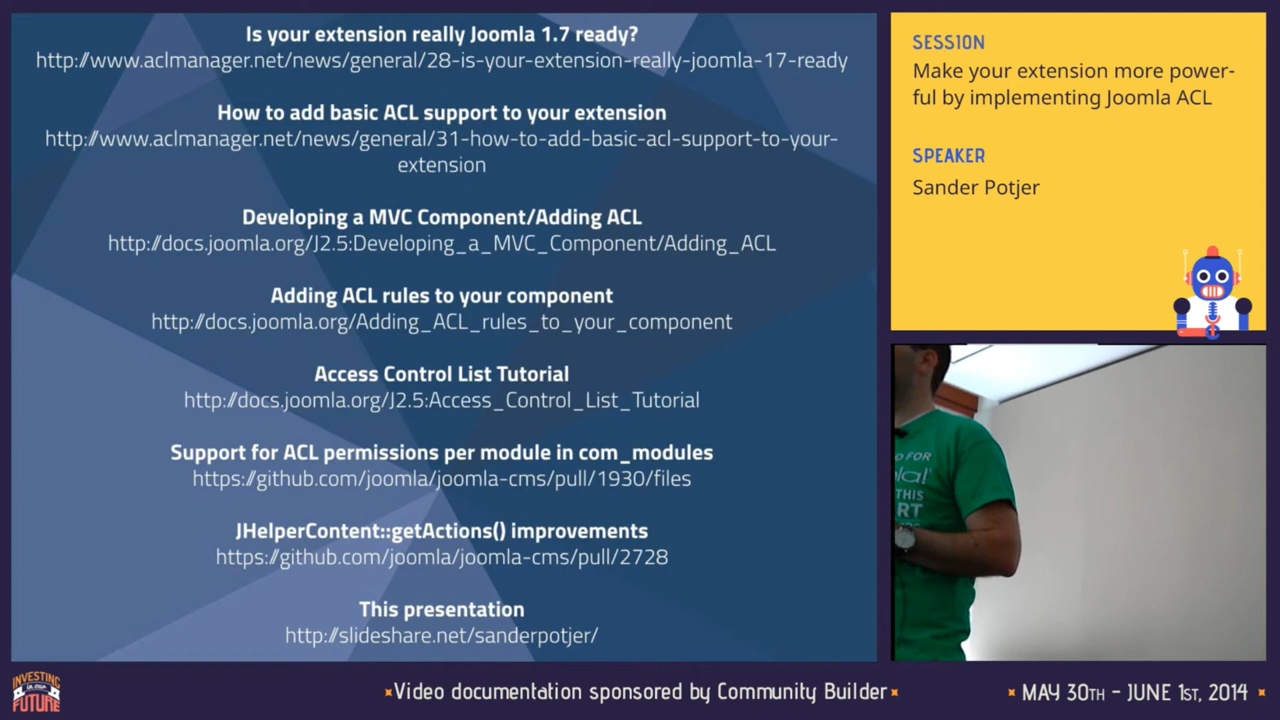 Is your extension really Joomla 1.7 ready?
http://www.aclmanager.net/news/general/28-is-your-extension-really-joomla-17-ready
How to add basic ACL support to your extension
http://www.aclmanager.net/news/general/31-how-to-add-basic-acl-support-to-your-
extension
Developing a MVC Component/Adding ACL
http://docs.joomla.org/J2.5:Developing_a_MVC_Component/Adding_ACL
Adding ACL rules to your component
http://docs.joomla.org/Adding_ACL_rules_to_your_component
Access Control List Tutorial
http://docs.joomla.org/J2.5:Access_Control_List_Tutorial
Support for ACL permissions per module in com_modules
https://github.com/joomla/joomla-cms/pull/1930/files
JHelperContent::getActions() improvements
https://github.com/joomla/joomla-cms/pull/2728
This presentation
http://slideshare.net/sanderpotjer/
SESSION
Make your extension more power-
ful by implementing Joomla ACL
SPEAKER
Sander Potjer
FOR
THIS
INVESTING
IN OUR
FUTURE
Video documentation sponsored by Community Builder
MAY 30TH - JUNE 1ST, 2014